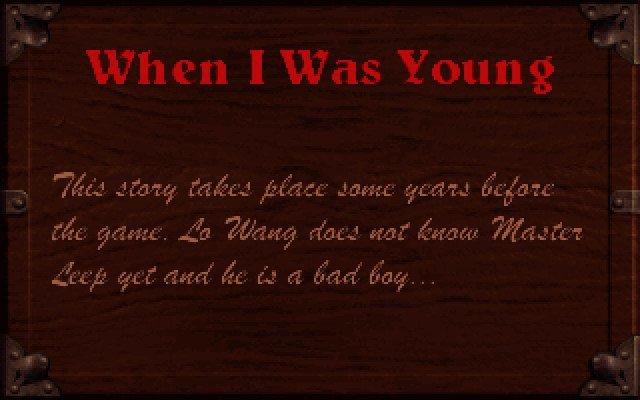 When I Was Young
This story takes place some years before
the game. Lo Wang does not know Master
Leep yet and he is a bad boy...